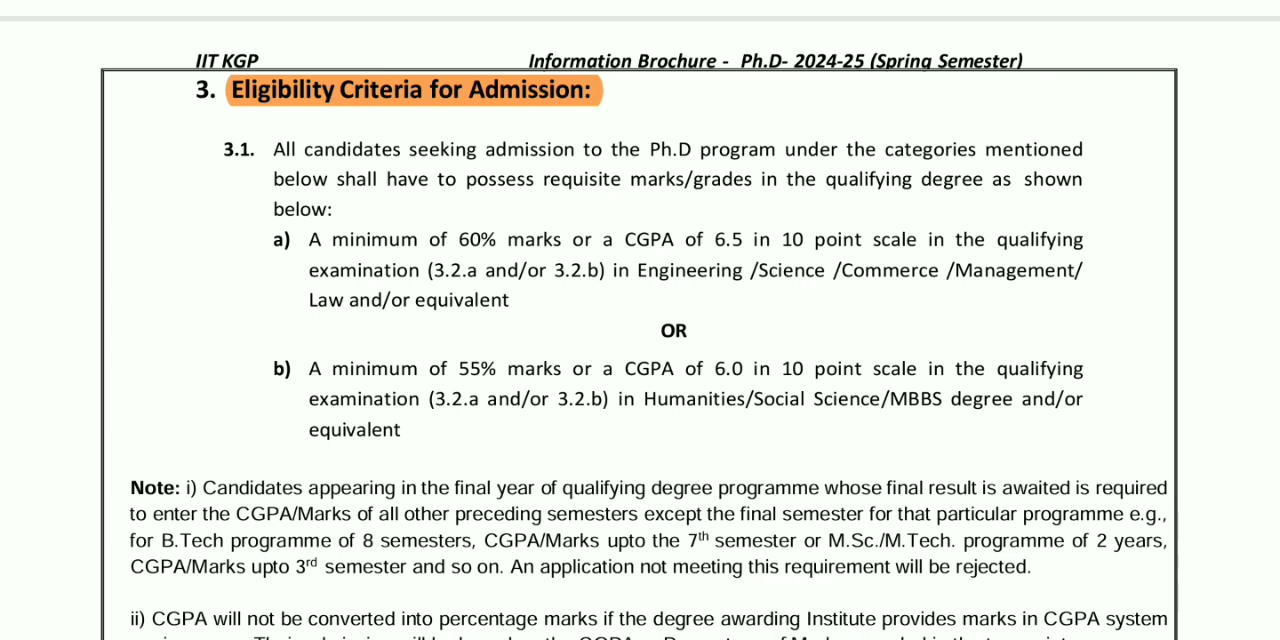 IIT KGP Information Brochure - Ph.D- 2024-25 (Spring Semester)
3. Eligibility Criteria for Admission:
3.1. All candidates seeking admission to the Ph.D program under the categories mentioned
below shall have to possess requisite marks/grades in the qualifying degree as shown
below:
a) A minimum of 60% marks or a CGPA of 6.5 in 10 point scale in the qualifying
examination (3.2.a and/or 3.2.b) in Engineering /Science /Commerce /Management/
Law and/or equivalent
OR
b) A minimum of 55% marks or a CGPA of 6.0 in 10 point scale in the qualifying
examination (3.2.a and/or 3.2.b) in Humanities/Social Science/MBBS degree and/or
equivalent
Note: i) Candidates appearing in the final year of qualifying degree programme whose final result is awaited is required
to enter the CGPA/Marks of all other preceding semesters except the final semester for that particular programme e.g.,
for B.Tech programme of 8 semesters, CGPA/Marks upto the 7th semester or M.Sc./M.Tech. programme of 2 years,
CGPA/Marks upto 3rd semester and so on. An application not meeting this requirement will be rejected.
ii) CGPA will not be converted into percentage marks if the degree awarding Institute provides marks in CGPA system